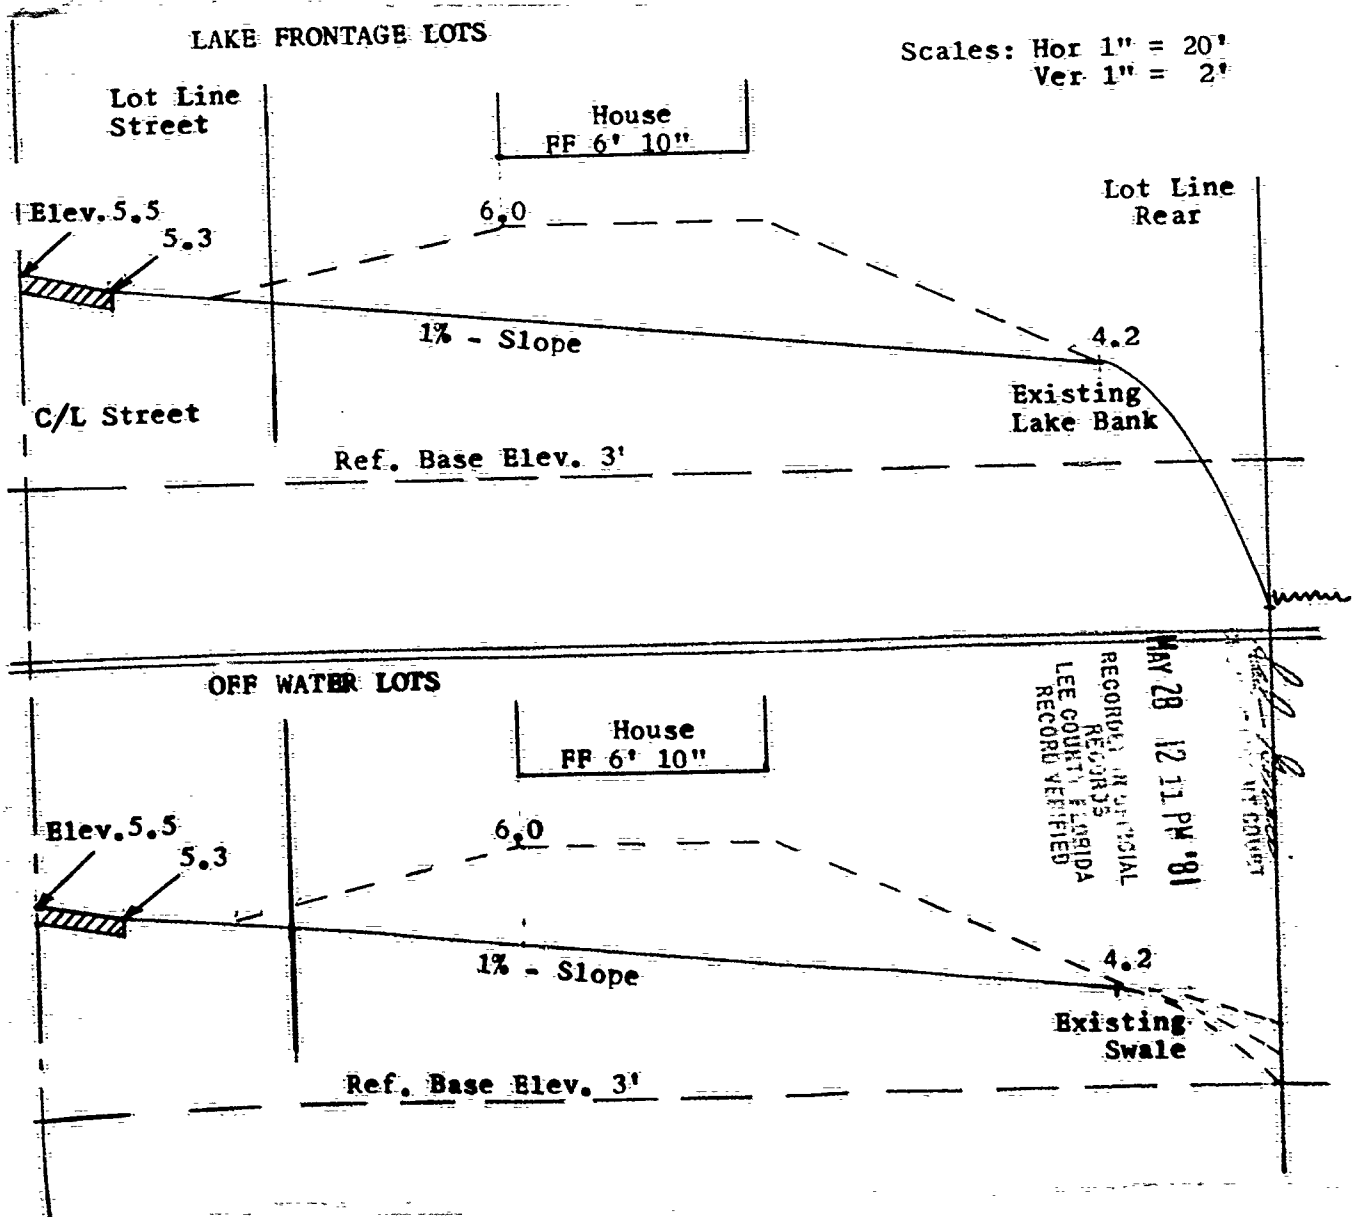 LAKE FRONTAGE LOTS
Scales: Hor 1" = 20'
Ver 1" = 2'
Lot Line
Street
House
FF 6' 10"
Lot Line
Rear
Elev. 5.5
5.3
6.0
1% - Slope
4.2
Existing
Lake Bank
C/L Street
Ref. Base Elev. 3'
OFF WATER LOTS
House
FF 6' 10"
Elev. 5.5
5.3
6.0
1% - Slope
4.2
Existing
Swale
Ref. Base Elev. 3'
COURT
MAY 28 12 11 PM '81
RECORDED IN OFFICIAL
RECORDS
LEE COUNTY FLORIDA
RECORD VERIFIED